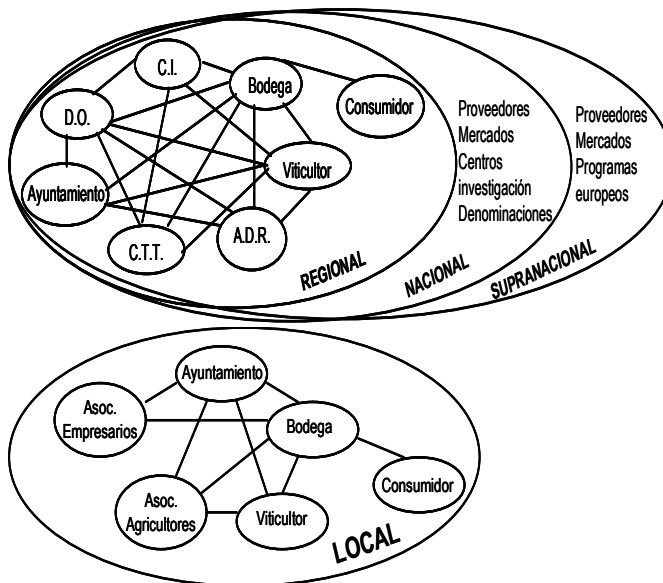 C.I.
Bodega
Consumidor
D.O.
Viticultor
Ayuntamiento
C.T.T.
A.D.R.
REGIONAL
Proveedores
Mercados
Centros
investigación
Denominaciones
NACIONAL
Proveedores
Mercados
Programas
europeos
SUPRANACIONAL
Ayuntamiento
Asoc.
Empresarios
Bodega
Consumidor
Asoc.
Agricultores
Viticultor
LOCAL